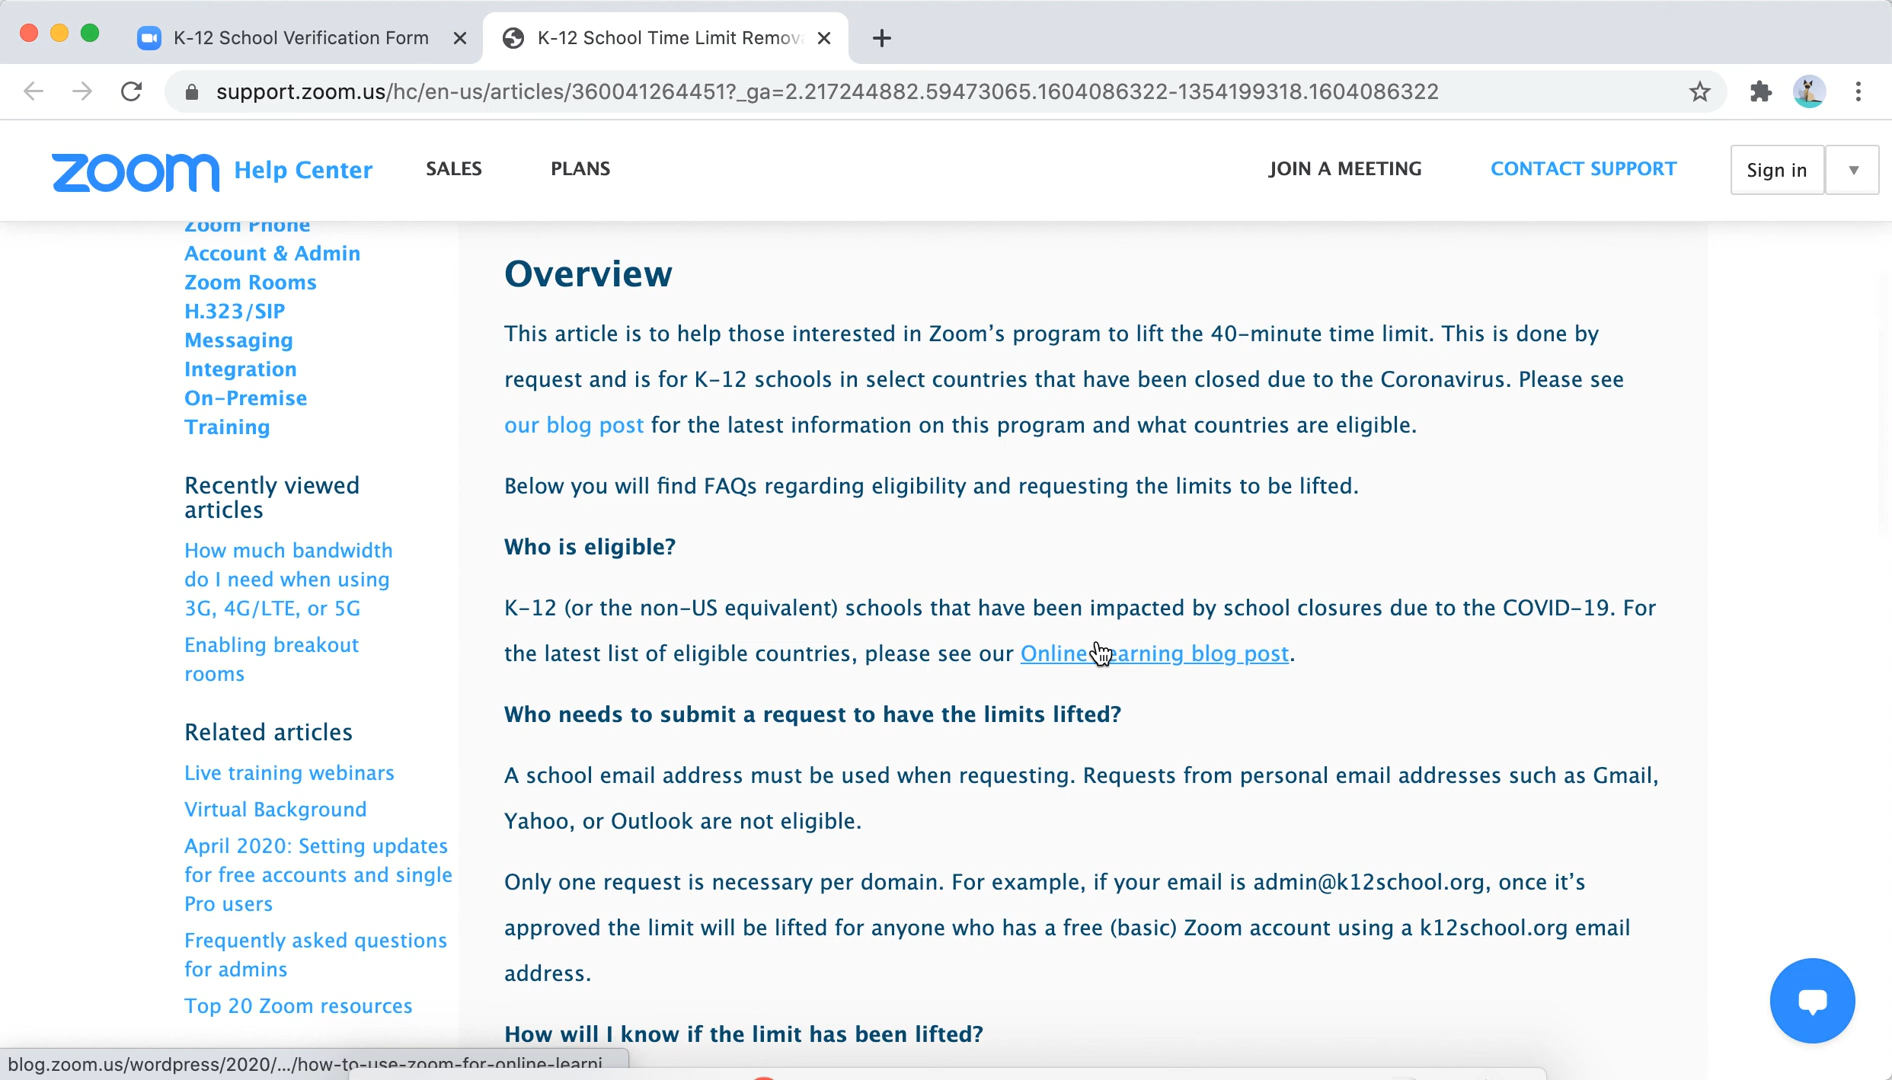 K-12 School Verification Form
K-12 School Time Limit Remov
support.zoom.us/hc/en-us/articles/360041264451?_ga=2.217244882.59473065.1604086322-1354199318.1604086322
zoom Help Center
SALES
PLANS
JOIN A MEETING
CONTACT SUPPORT
Sign in
Zoom Phone
Account & Admin
Zoom Rooms
H.323/SIP
Messaging
Integration
On-Premise
Training
Recently viewed
articles
How much bandwidth
do I need when using
3G, 4G/LTE, or 5G
Enabling breakout
rooms
Related articles
Live training webinars
Virtual Background
April 2020: Setting updates
for free accounts and single
Pro users
Frequently asked questions
for admins
Top 20 Zoom resources
Overview
This article is to help those interested in Zoom's program to lift the 40-minute time limit. This is done by
request and is for K-12 schools in select countries that have been closed due to the Coronavirus. Please see
our blog post for the latest information on this program and what countries are eligible.
Below you will find FAQs regarding eligibility and requesting the limits to be lifted.
Who is eligible?
K-12 (or the non-US equivalent) schools that have been impacted by school closures due to the COVID-19. For
the latest list of eligible countries, please see our Online Learning blog post.
Who needs to submit a request to have the limits lifted?
A school email address must be used when requesting. Requests from personal email addresses such as Gmail,
Yahoo, or Outlook are not eligible.
Only one request is necessary per domain. For example, if your email is admin@k12school.org, once it's
approved the limit will be lifted for anyone who has a free (basic) Zoom account using a k12school.org email
address.
How will I know if the limit has been lifted?
blog.zoom.us/wordpress/2020/.../how-to-use-zoom-for-online-learni